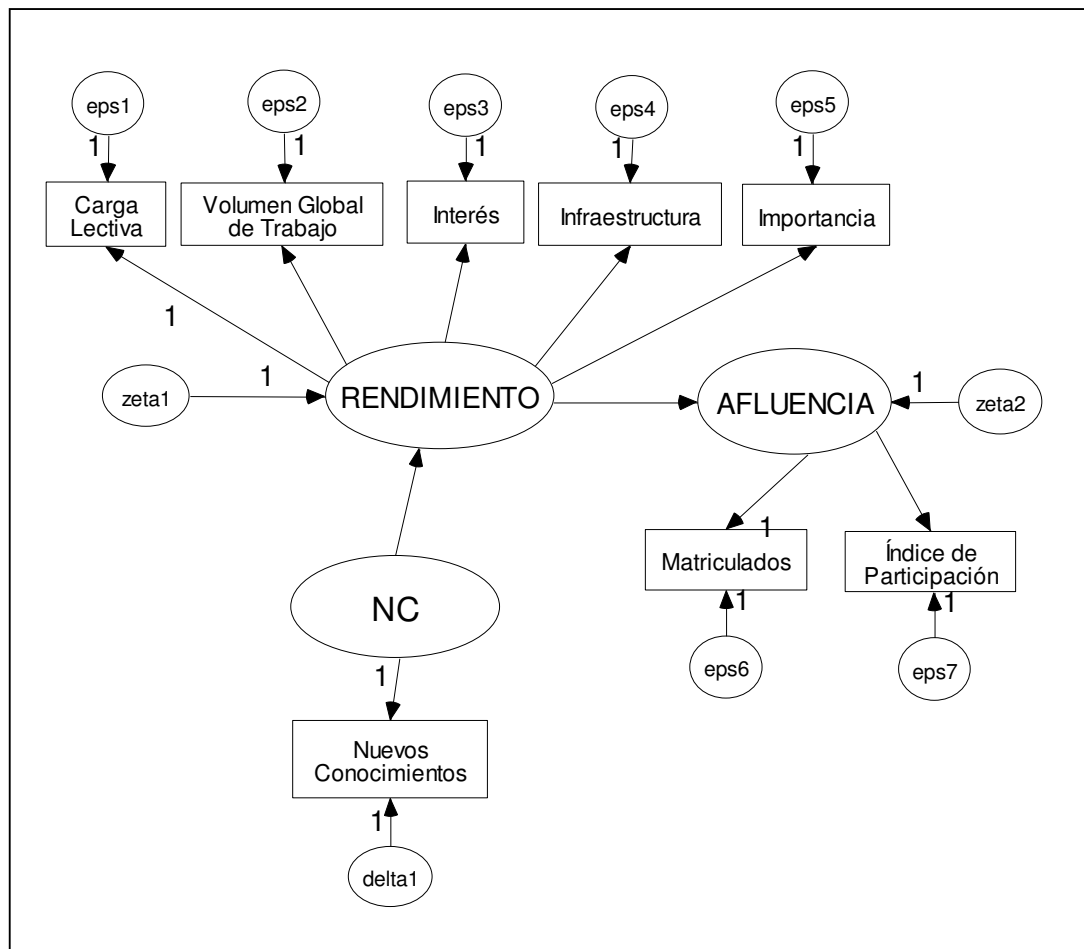 eps1
eps2
eps3
eps4
eps5
1
1
1
1
1
Carga
Lectiva
Volumen Global
de Trabajo
Interés
Infraestructura
Importancia
1
zeta1
1
RENDIMIENTO
AFLUENCIA
1
zeta2
1
Matriculados
Índice de
Participación
NC
1
1
eps6
eps7
1
Nuevos
Conocimientos
1
delta1